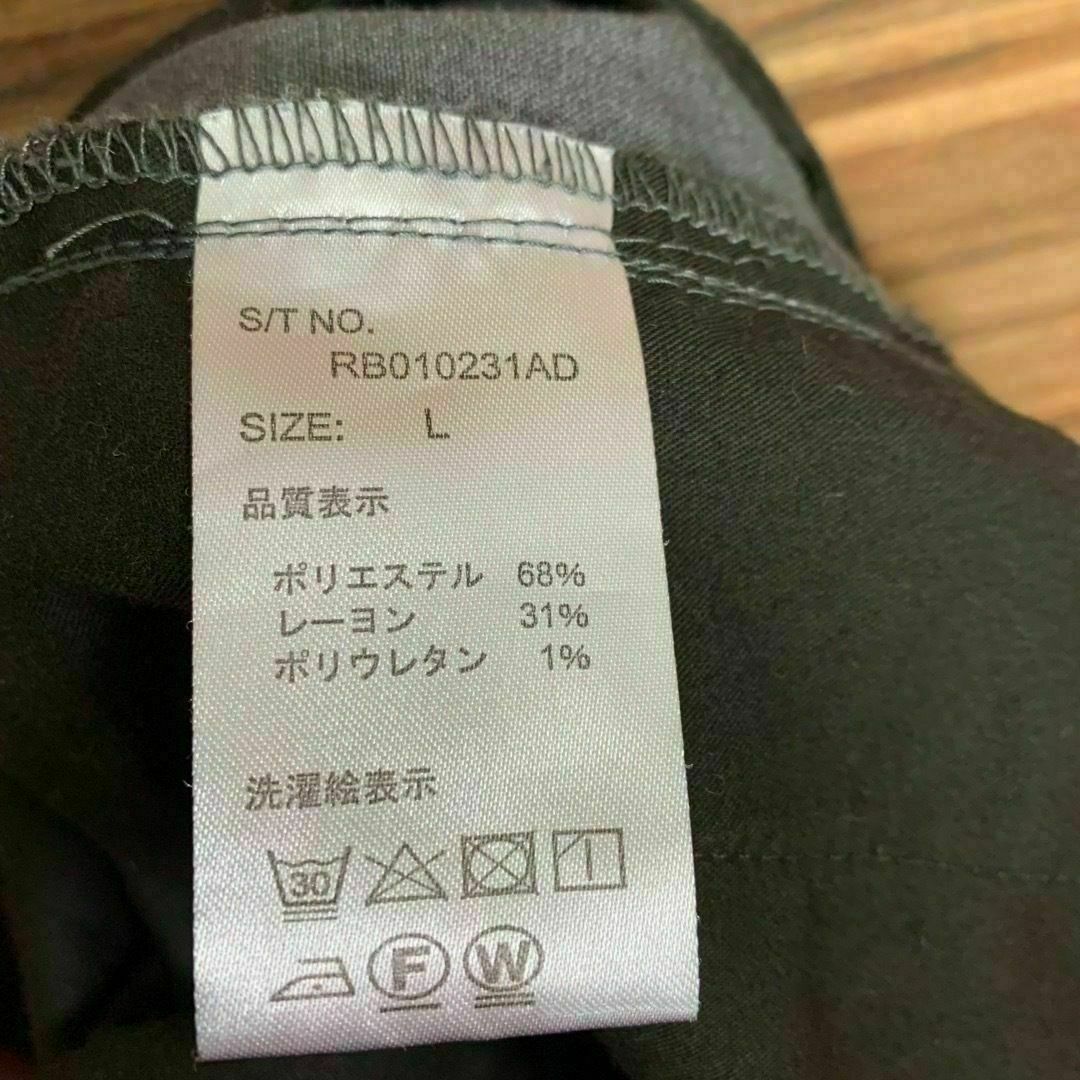 S/T NO.
RB010231AD
SIZE: L
品質表示
ポリエステル 68%
レーヨン 31%
ポリウレタン 1%
洗濯絵表示
30
F W